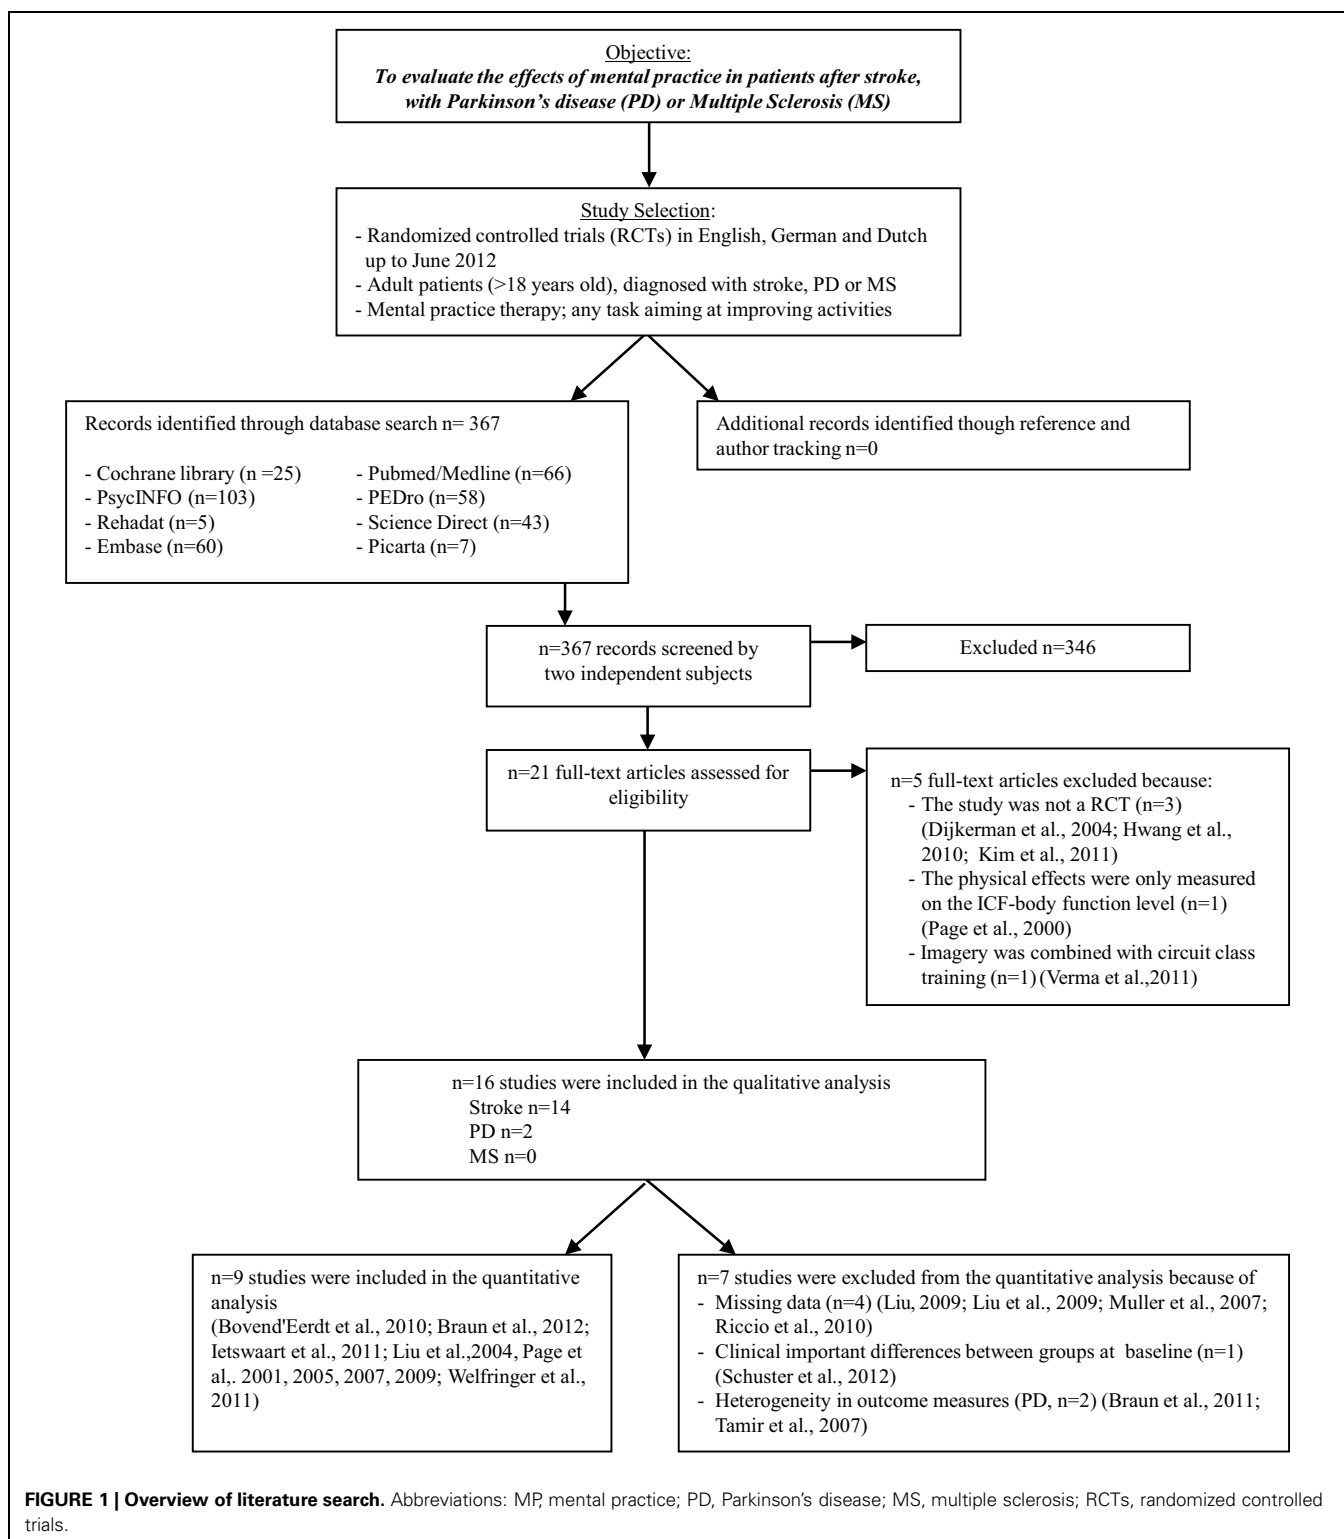 Objective:
To evaluate the effects of mental practice in patients after stroke,
with Parkinson's disease (PD) or Multiple Sclerosis (MS)
Study Selection:
- Randomized controlled trials (RCTs) in English, German and Dutch
up to June 2012
- Adult patients (>18 years old), diagnosed with stroke, PD or MS
- Mental practice therapy; any task aiming at improving activities
Records identified through database search n= 367
- Cochrane library (n =25)
- PsycINFO (n=103)
- Rehadat (n=5)
- Embase (n=60)
- Pubmed/Medline (n=66)
- PEDro (n=58)
- Science Direct (n=43)
- Picarta (n=7)
Additional records identified though reference and
author tracking n=0
n=367 records screened by
two independent subjects
Excluded n=346
n=21 full-text articles assessed for
eligibility
n=5 full-text articles excluded because:
- The study was not a RCT (n=3)
(Dijkerman et al., 2004; Hwang et al.,
2010; Kim et al., 2011)
- The physical effects were only measured
on the ICF-body function level (n=1)
(Page et al., 2000)
- Imagery was combined with circuit class
training (n=1) (Verma et al.,2011)
n=16 studies were included in the qualitative analysis
Stroke n=14
PD n=2
MS n=0
n=9 studies were included in the quantitative
analysis
(Bovend'Eerdt et al., 2010; Braun et al., 2012;
Ietswaart et al., 2011; Liu et al.,2004, Page et
al,. 2001, 2005, 2007, 2009; Welfringer et al.,
2011)
n=7 studies were excluded from the quantitative analysis because of
- Missing data (n=4) (Liu, 2009; Liu et al., 2009; Muller et al., 2007;
Riccio et al., 2010)
- Clinical important differences between groups at baseline (n=1)
(Schuster et al., 2012)
- Heterogeneity in outcome measures (PD, n=2) (Braun et al., 2011;
Tamir et al., 2007)
FIGURE 1 | Overview of literature search. Abbreviations: MP, mental practice; PD, Parkinson's disease; MS, multiple sclerosis; RCTs, randomized controlled
trials.